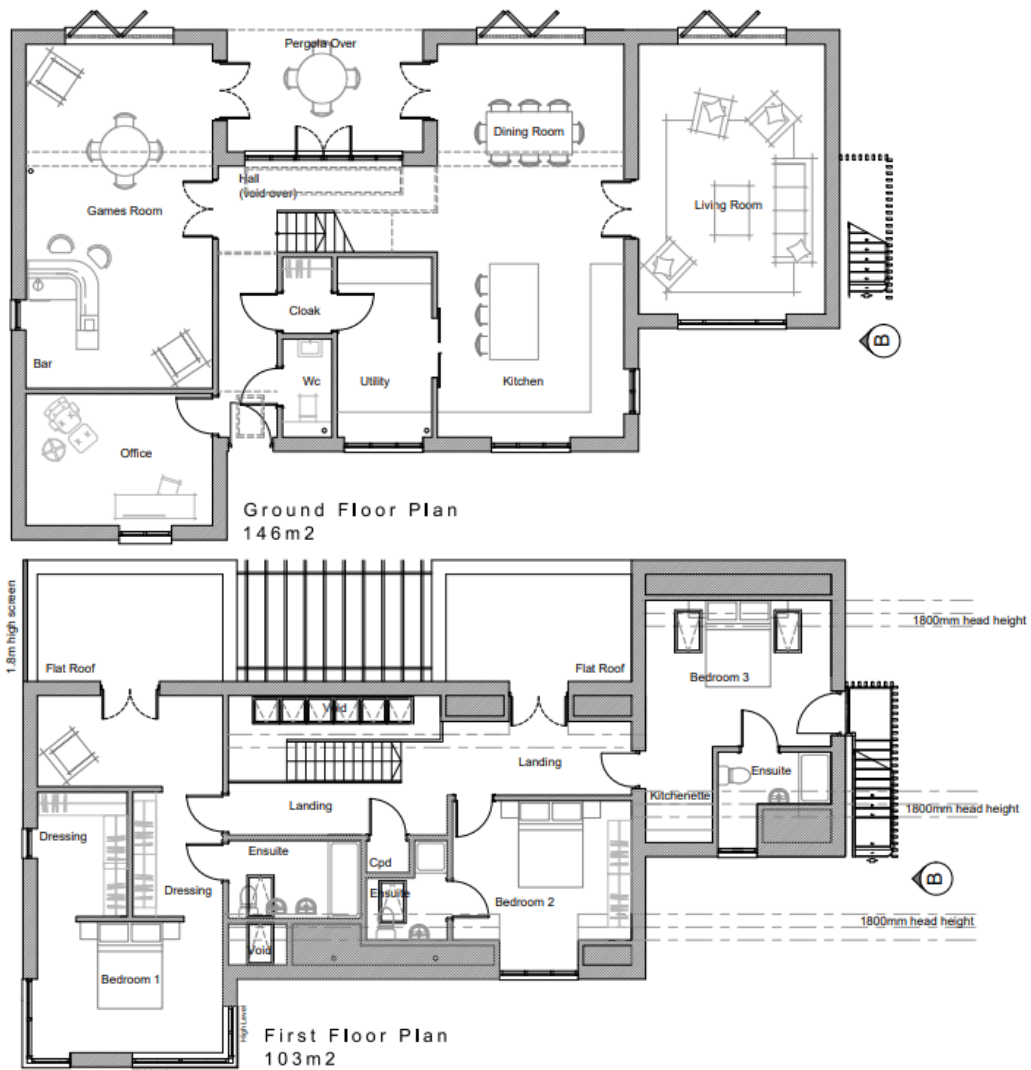 Pergola Over
Dining Room
Hall
(void over)
Games Room
Living Room
Cloak
B
Bar
Wc
Utility
Kitchen
Office
Ground Floor Plan
146m2
1.8m high screen
1800mm head height
Flat Roof
Flat Roof
Bedroom 3
Void
Landing
Ensuite
Kitchenette
Landing
1800mm head height
Dressing
Ensuite
Cpd
Dressing
Ensuite
B
Bedroom 2
1800mm head height
Void
Bedroom 1
High Level
First Floor Plan
103m2